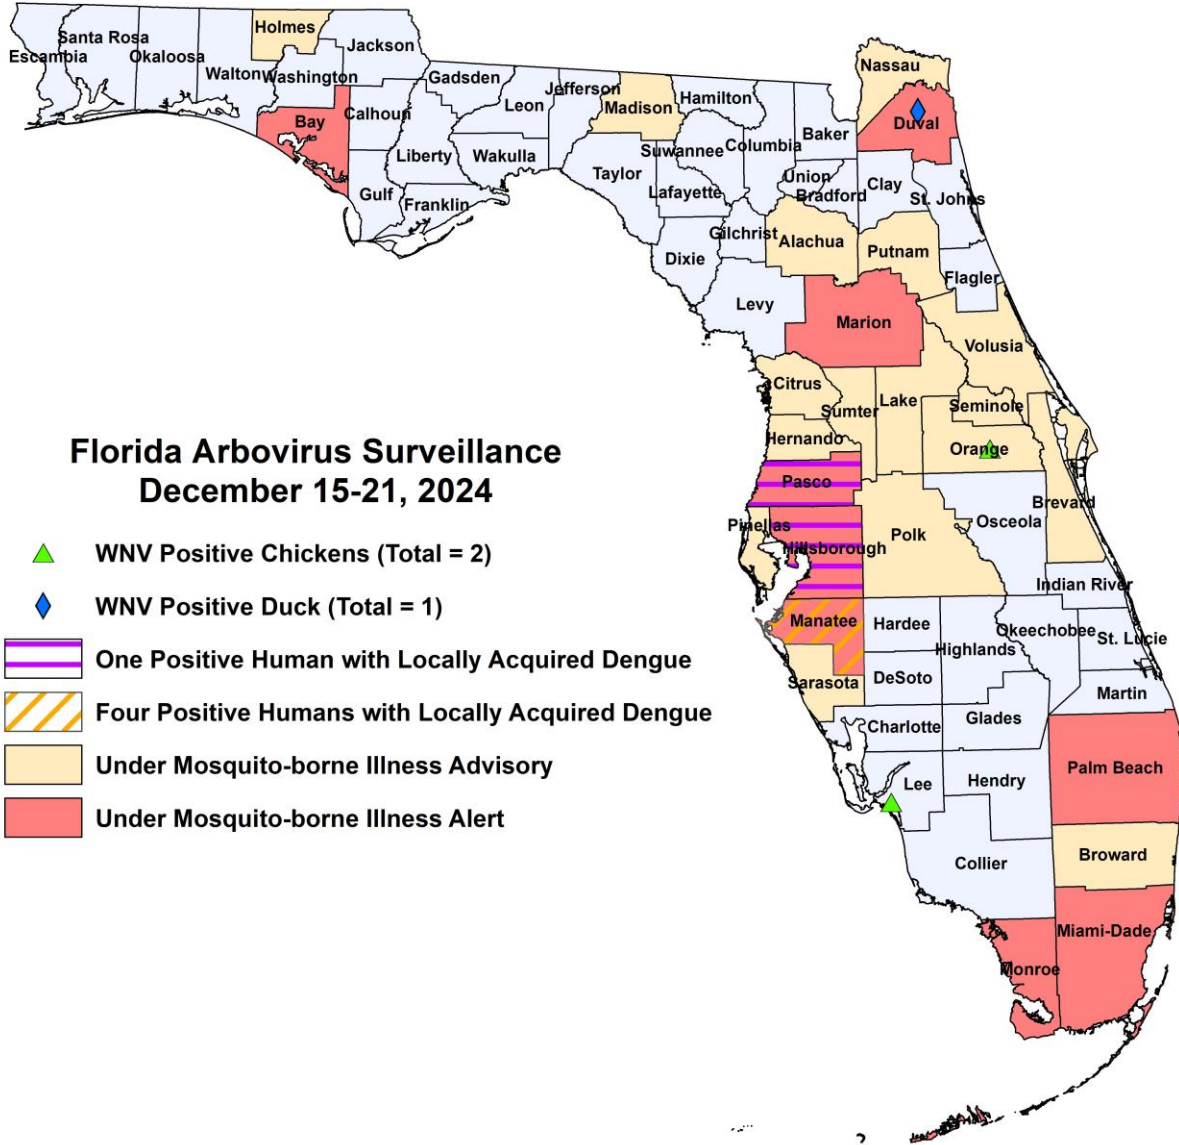 Holmes
Santa Rosa
Jackson
Escambia
Okaloosa
Walton
Washington
Gadsden
Jefferson
Leon
Madison
Hamilton
Nassau
Bay
Calhoun
Duval
Baker
Columbia
Suwannee
Liberty
Wakulla
Taylor
Union
Lafayette
Bradford
Clay
St. Johns
Gulf
Franklin
Gilchrist
Alachua
Putnam
Dixie
Flagler
Levy
Marion
Volusia
Citrus
Lake
Sumter
Seminole
Hernando
Orange
Florida Arbovirus Surveillance
December 15-21, 2024
Pasco
Brevard
Pinellas
Osceola
Polk
Hillsborough
WNV Positive Chickens (Total = 2)
Indian River
WNV Positive Duck (Total = 1)
Manatee
Hardee
Okeechobee
St. Lucie
Highlands
One Positive Human with Locally Acquired Dengue
Sarasota
DeSoto
Martin
Four Positive Humans with Locally Acquired Dengue
Charlotte
Glades
Under Mosquito-borne Illness Advisory
Palm Beach
Lee
Hendry
Under Mosquito-borne Illness Alert
Collier
Broward
Miami-Dade
Monroe